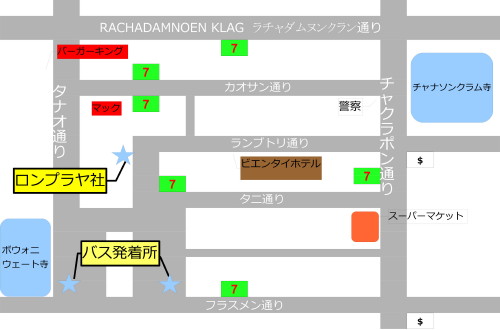 RACHADAMNOEN KLAG ラチャダムヌンクラン通り
バーガーキング
7
7
カオサン通り
チャナソンクラム寺
タナオ通り
チャクラポン通り
マック
7
警察
ランブトリ通り
ビエンタイホテル
$
ロンプラヤ社
7
7
タニ通り
スーパーマケット
ボウォニ
ウェート寺
バス発着所
7
フラスメン通り
$